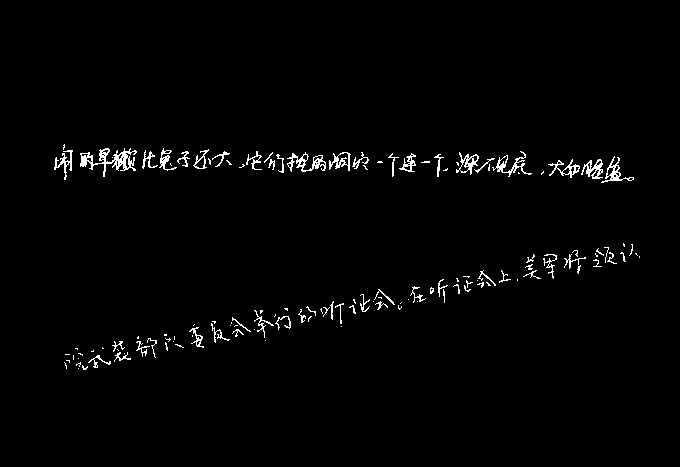 闹的旱獭比兔子还大，它们挖的洞穴一个连一个，深不见底，大如脸盆。
院武装部队委员会举行的听证会。在听证会上，美军将领认